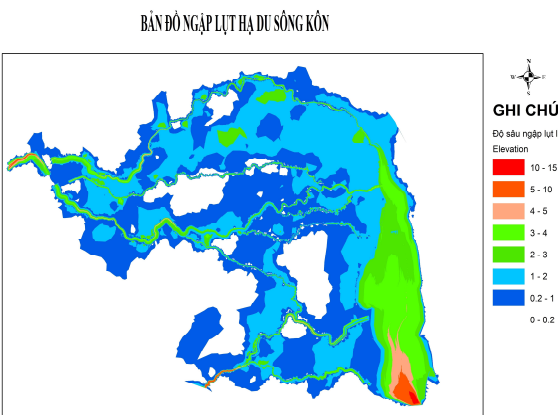 BẢN ĐỒ NGẬP LỤT HẠ DU SÔNG KÔN
N
W E
S
GHI CHÚ
Độ sâu ngập lụt l
Elevation
10 - 15
5 - 10
4 - 5
3 - 4
2 - 3
1 - 2
0.2 - 1
0 - 0.2